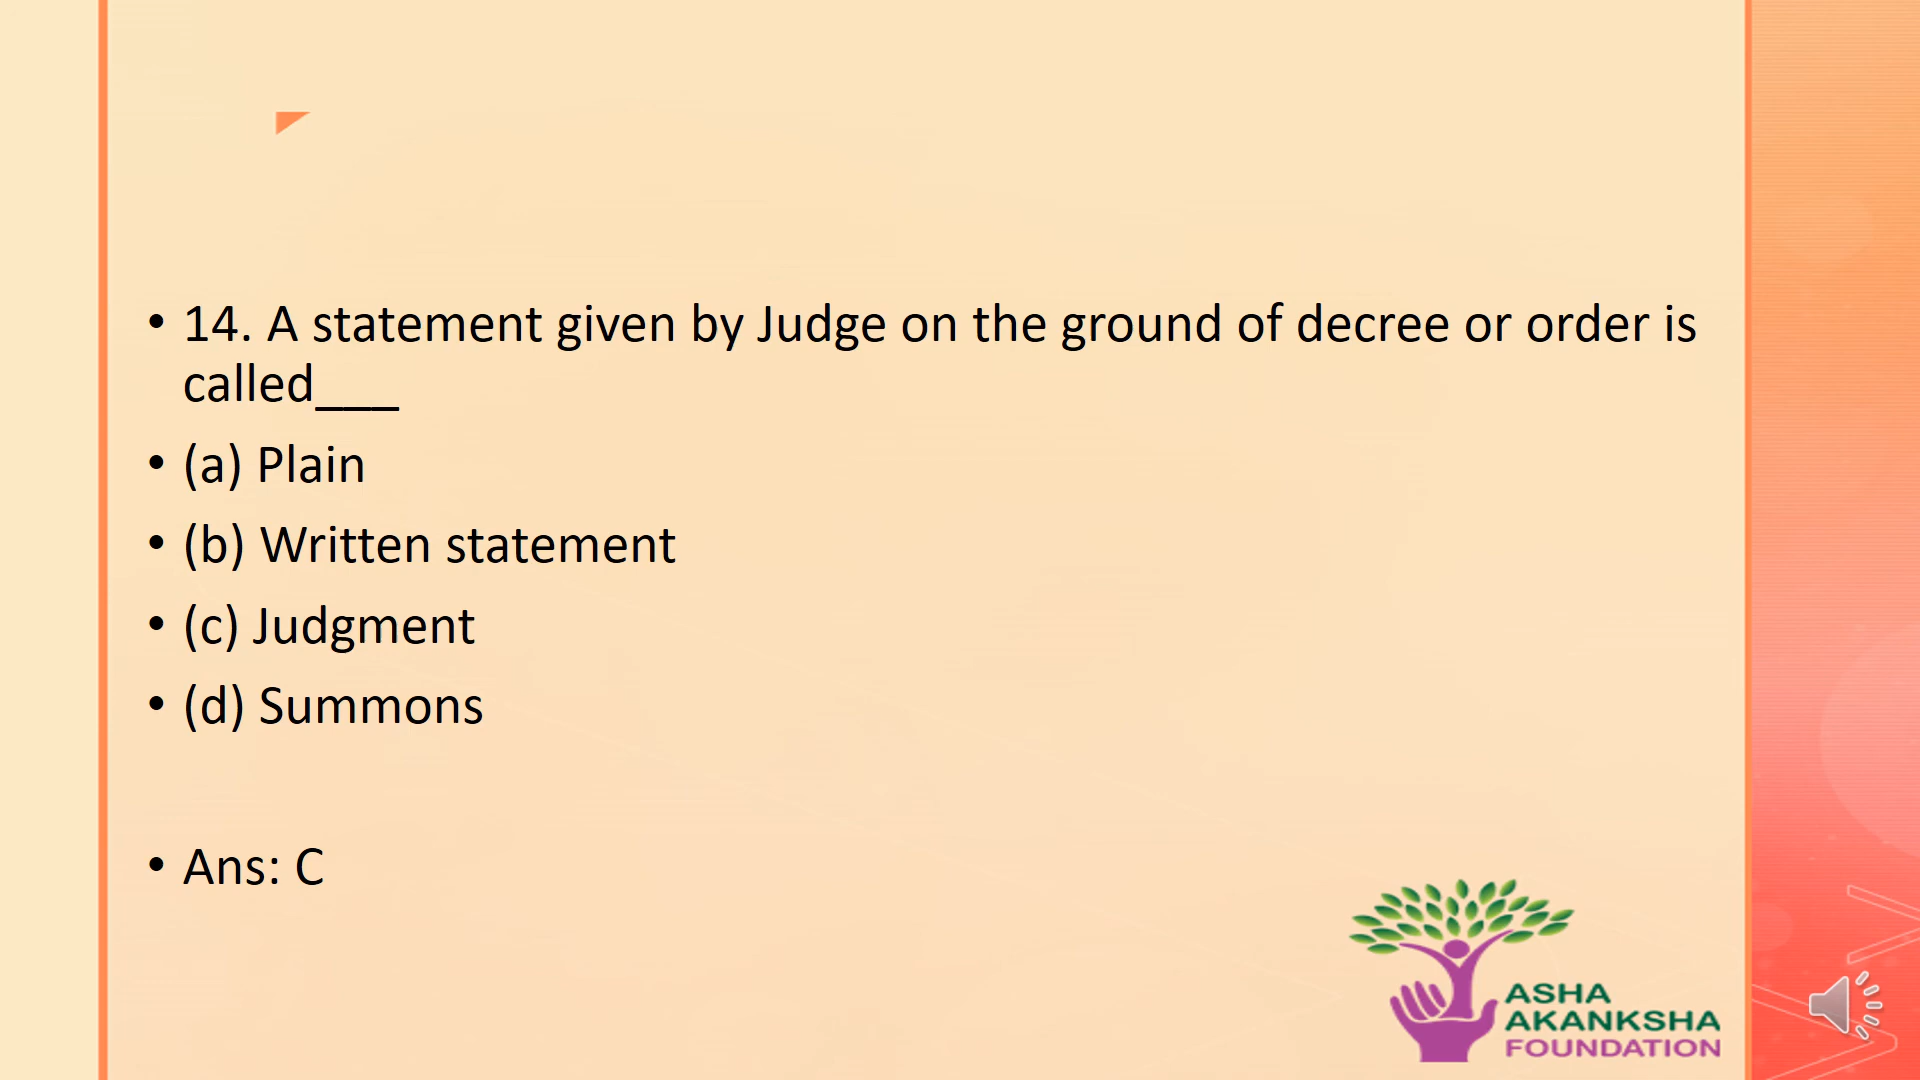 • 14. A statement given by Judge on the ground of decree or order is
called___
• (a) Plain
• (b) Written statement
• (c) Judgment
• (d) Summons
• Ans: C
ASHA
AKANKSHA
FOUNDATION